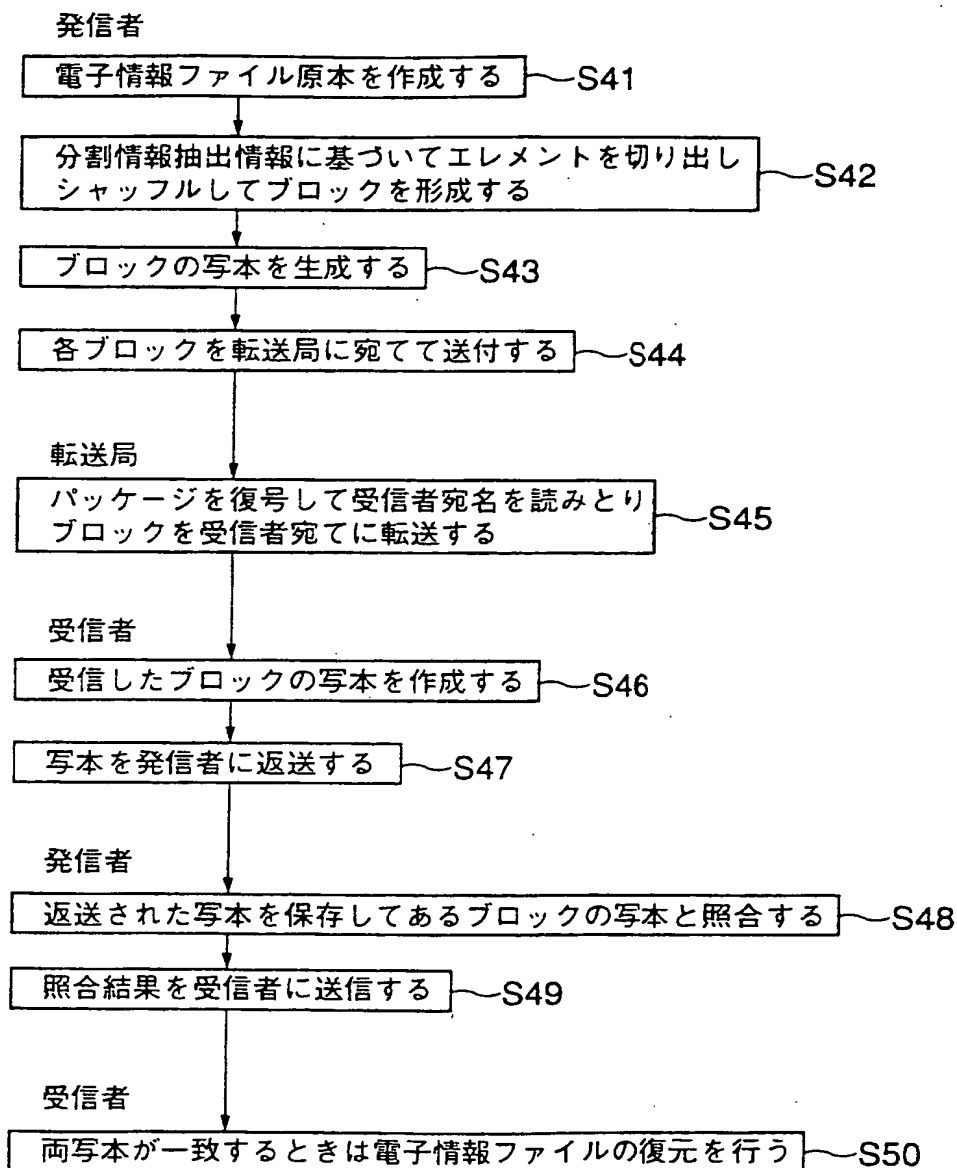 発信者
電子情報ファイル原本を作成する S41
分割情報抽出情報に基づいてエレメントを切り出し
シャッフルしてブロックを形成する S42
ブロックの写本を生成する S43
各ブロックを転送局に宛てて送付する S44
転送局
パッケージを復号して受信者宛名を読みとり
ブロックを受信者宛てに転送する S45
受信者
受信したブロックの写本を作成する S46
写本を発信者に返送する S47
発信者
返送された写本を保存してあるブロックの写本と照合する S48
照合結果を受信者に送信する S49
受信者
両写本が一致するときは電子情報ファイルの復元を行う S50